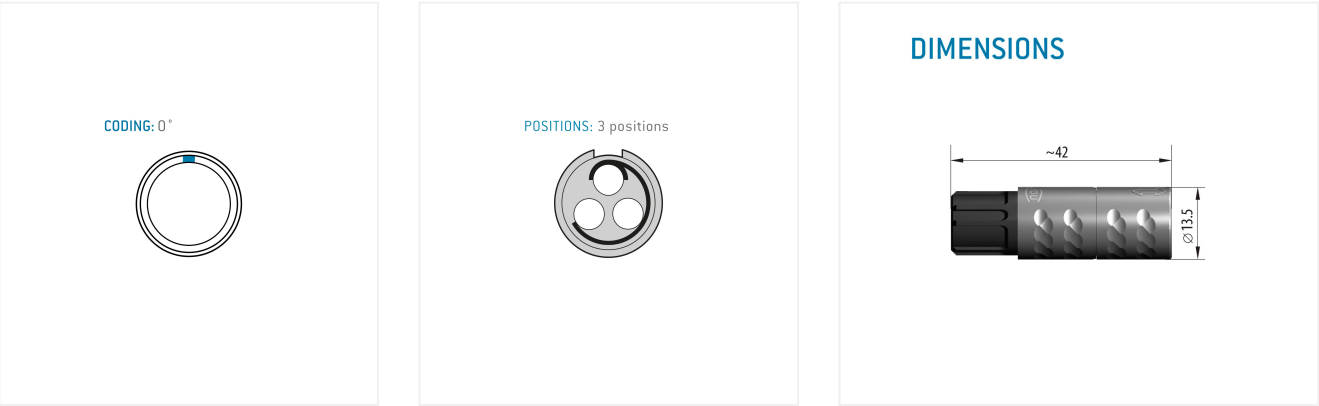 CODING: 0°
POSITIONS: 3 positions
DIMENSIONS
~42
⌀13.5